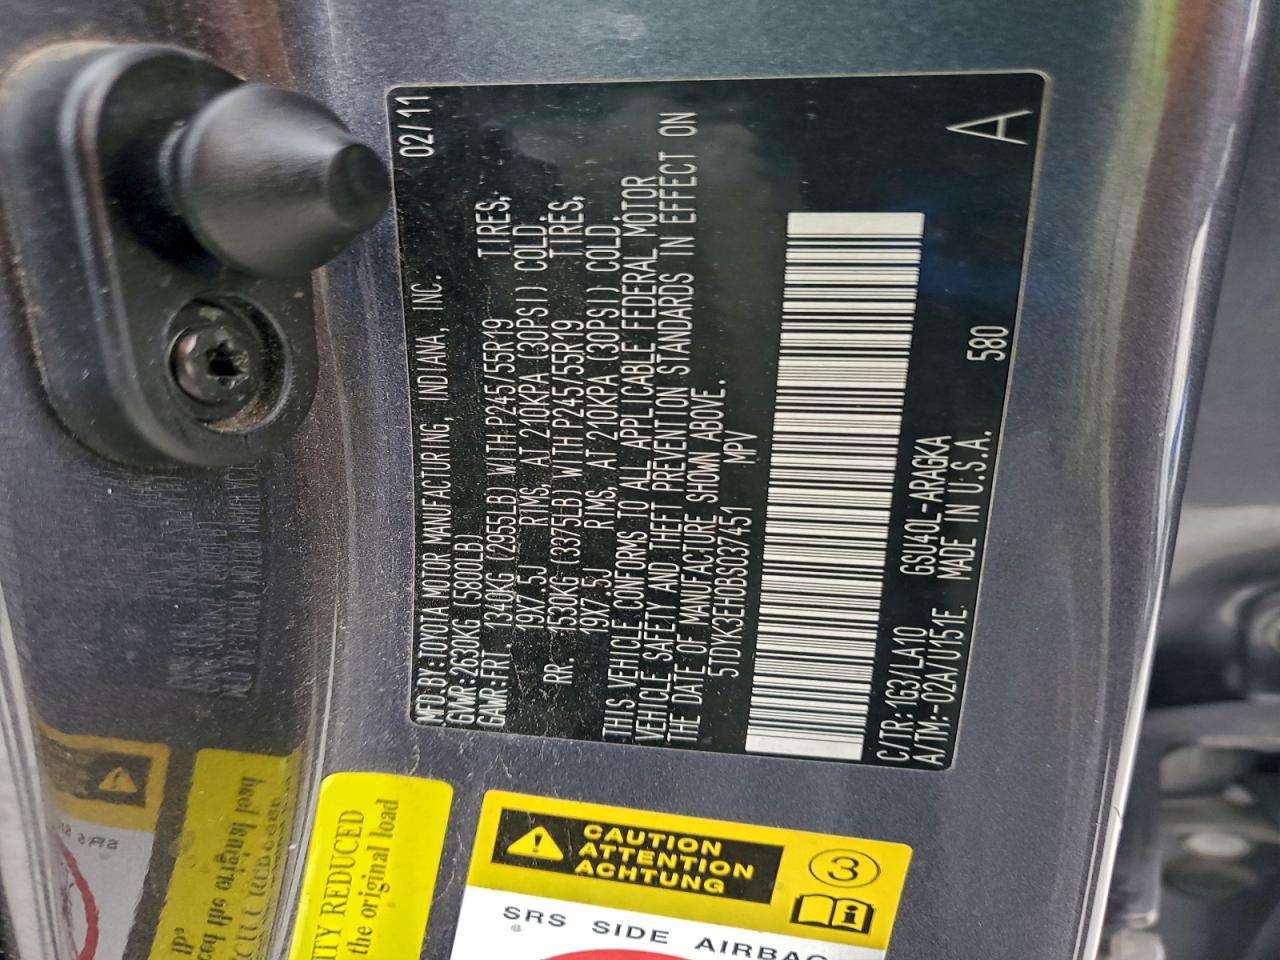 MFD.BY:TOYOTA MOTOR MANUFACTURING, INDIANA, INC. 02/11
GVWR:2630KG (5800LB)
GAWR:FRT. 1340KG (2955LB) WITH P245/55R19 TIRES,
19X7.5J RIMS, AT 210KPA (30PSI) COLD.
RR. 1530KG (3375LB) WITH P245/55R19 TIRES,
19X7.5J RIMS, AT 210KPA (30PSI) COLD.
THIS VEHICLE CONFORMS TO ALL APPLICABLE FEDERAL MOTOR
VEHICLE SAFETY AND THEFT PREVENTION STANDARDS IN EFFECT ON
THE DATE OF MANUFACTURE SHOWN ABOVE.
5TDYK3EH0BS037451 MPV
C/TR:1G3/LA10 GSU40L-ARAGKA 580
A/TM:-02A/U151E MADE IN U.S.A.
A
ITY REDUCED
the original load
CAUTION
ATTENTION
ACHTUNG
3
SRS SIDE AIRBAG